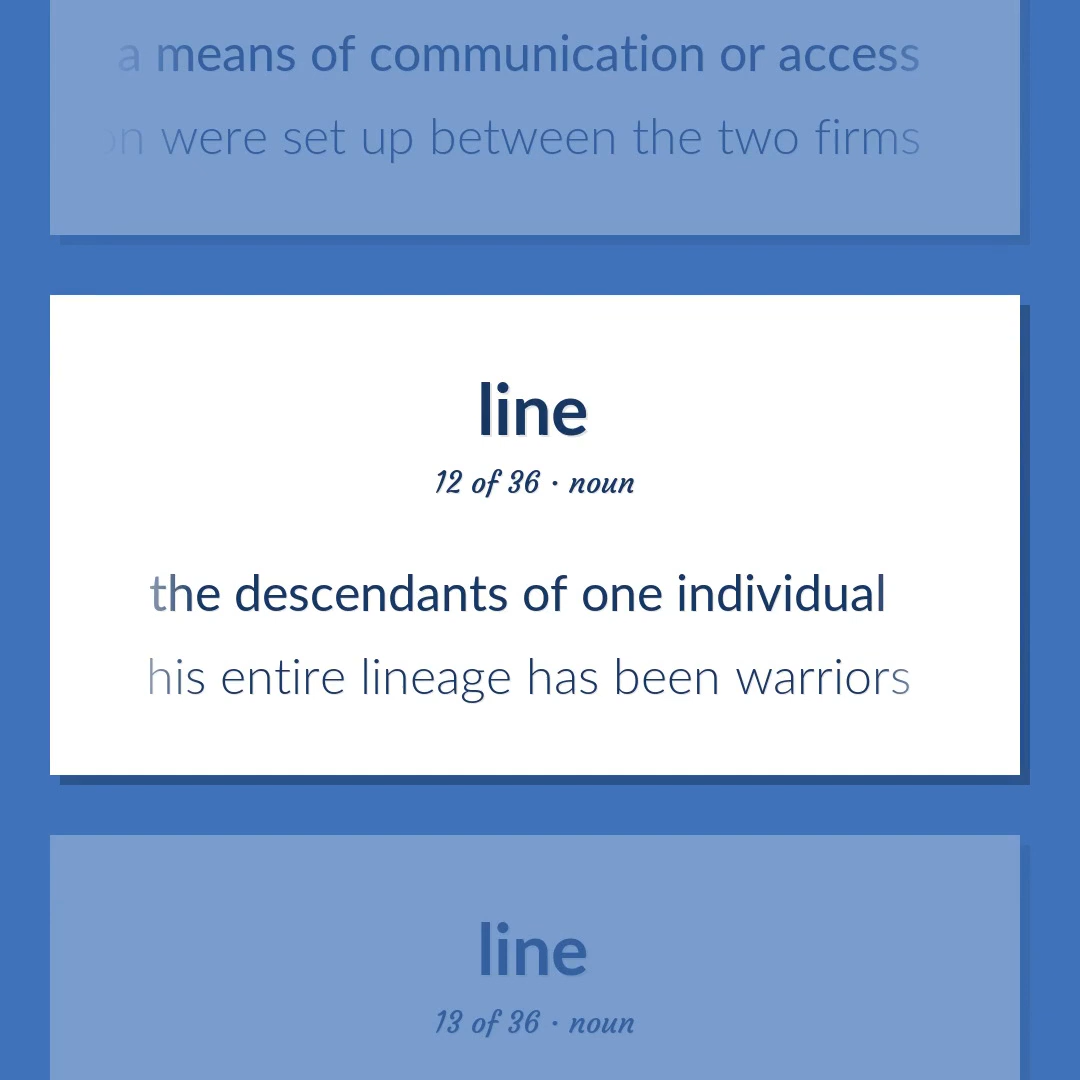 a means of communication or access
on were set up between the two firms
line
12 of 36 · noun
the descendants of one individual
his entire lineage has been warriors
line
13 of 36 · noun